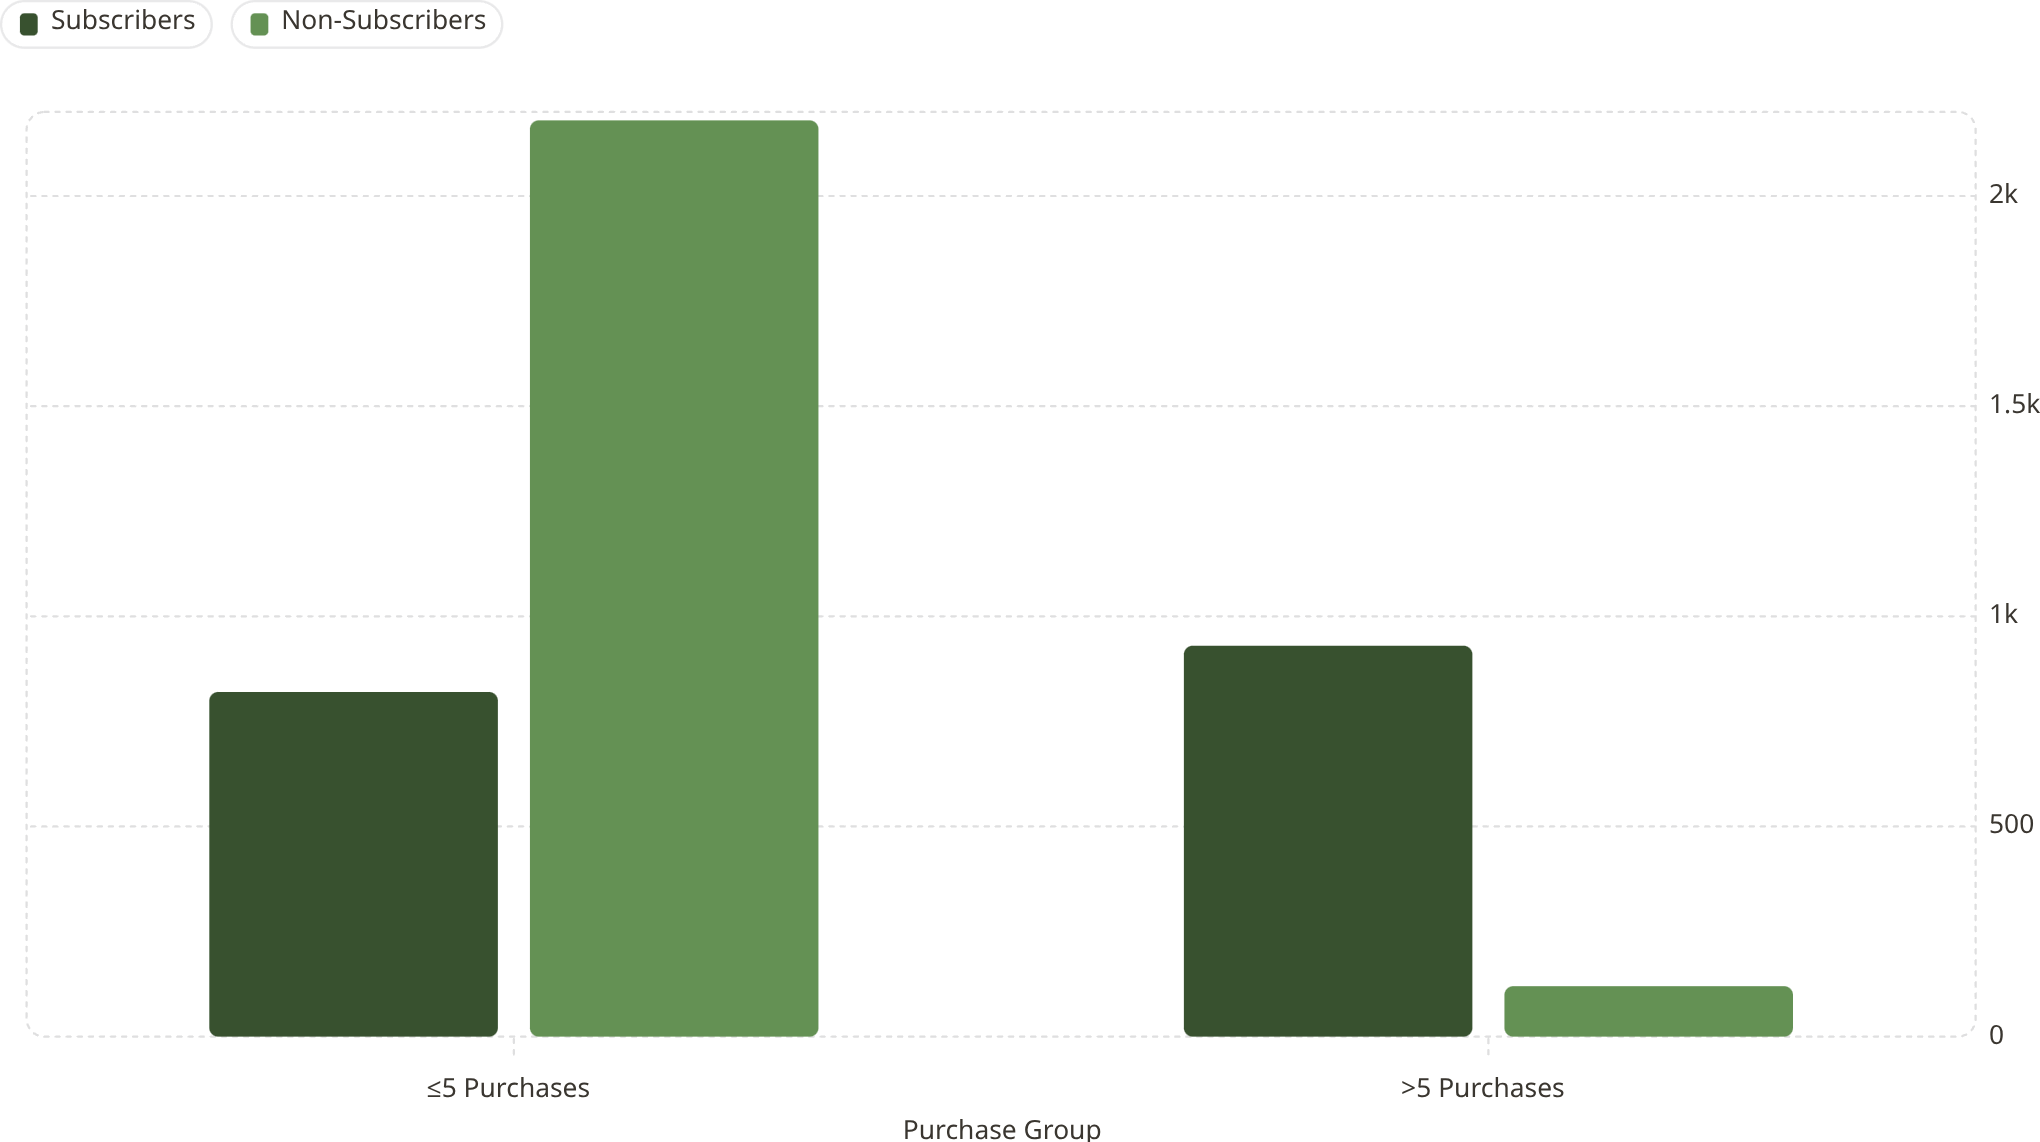 Subscribers
Non-Subscribers
2k
1.5k
1k
500
0
≤5 Purchases
>5 Purchases
Purchase Group